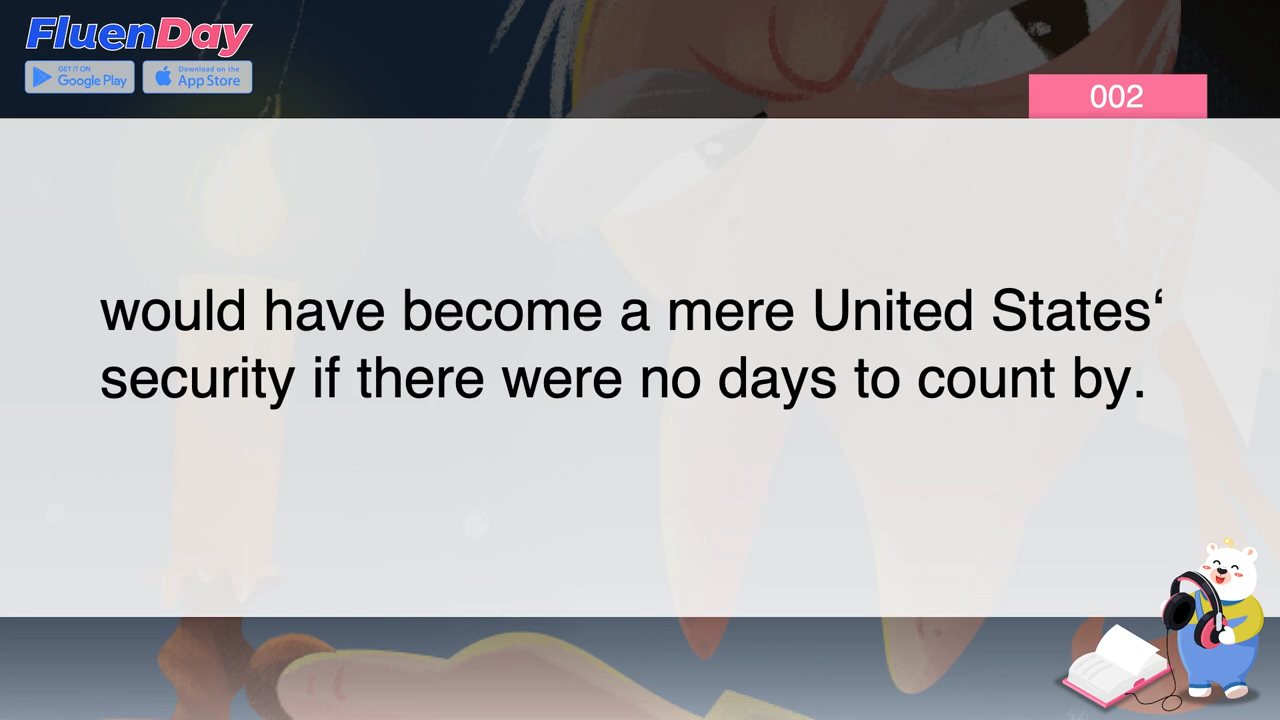 FluenDay
GET IT ON
Google Play
Download on the
App Store
002
would have become a mere United States‘
security if there were no days to count by.